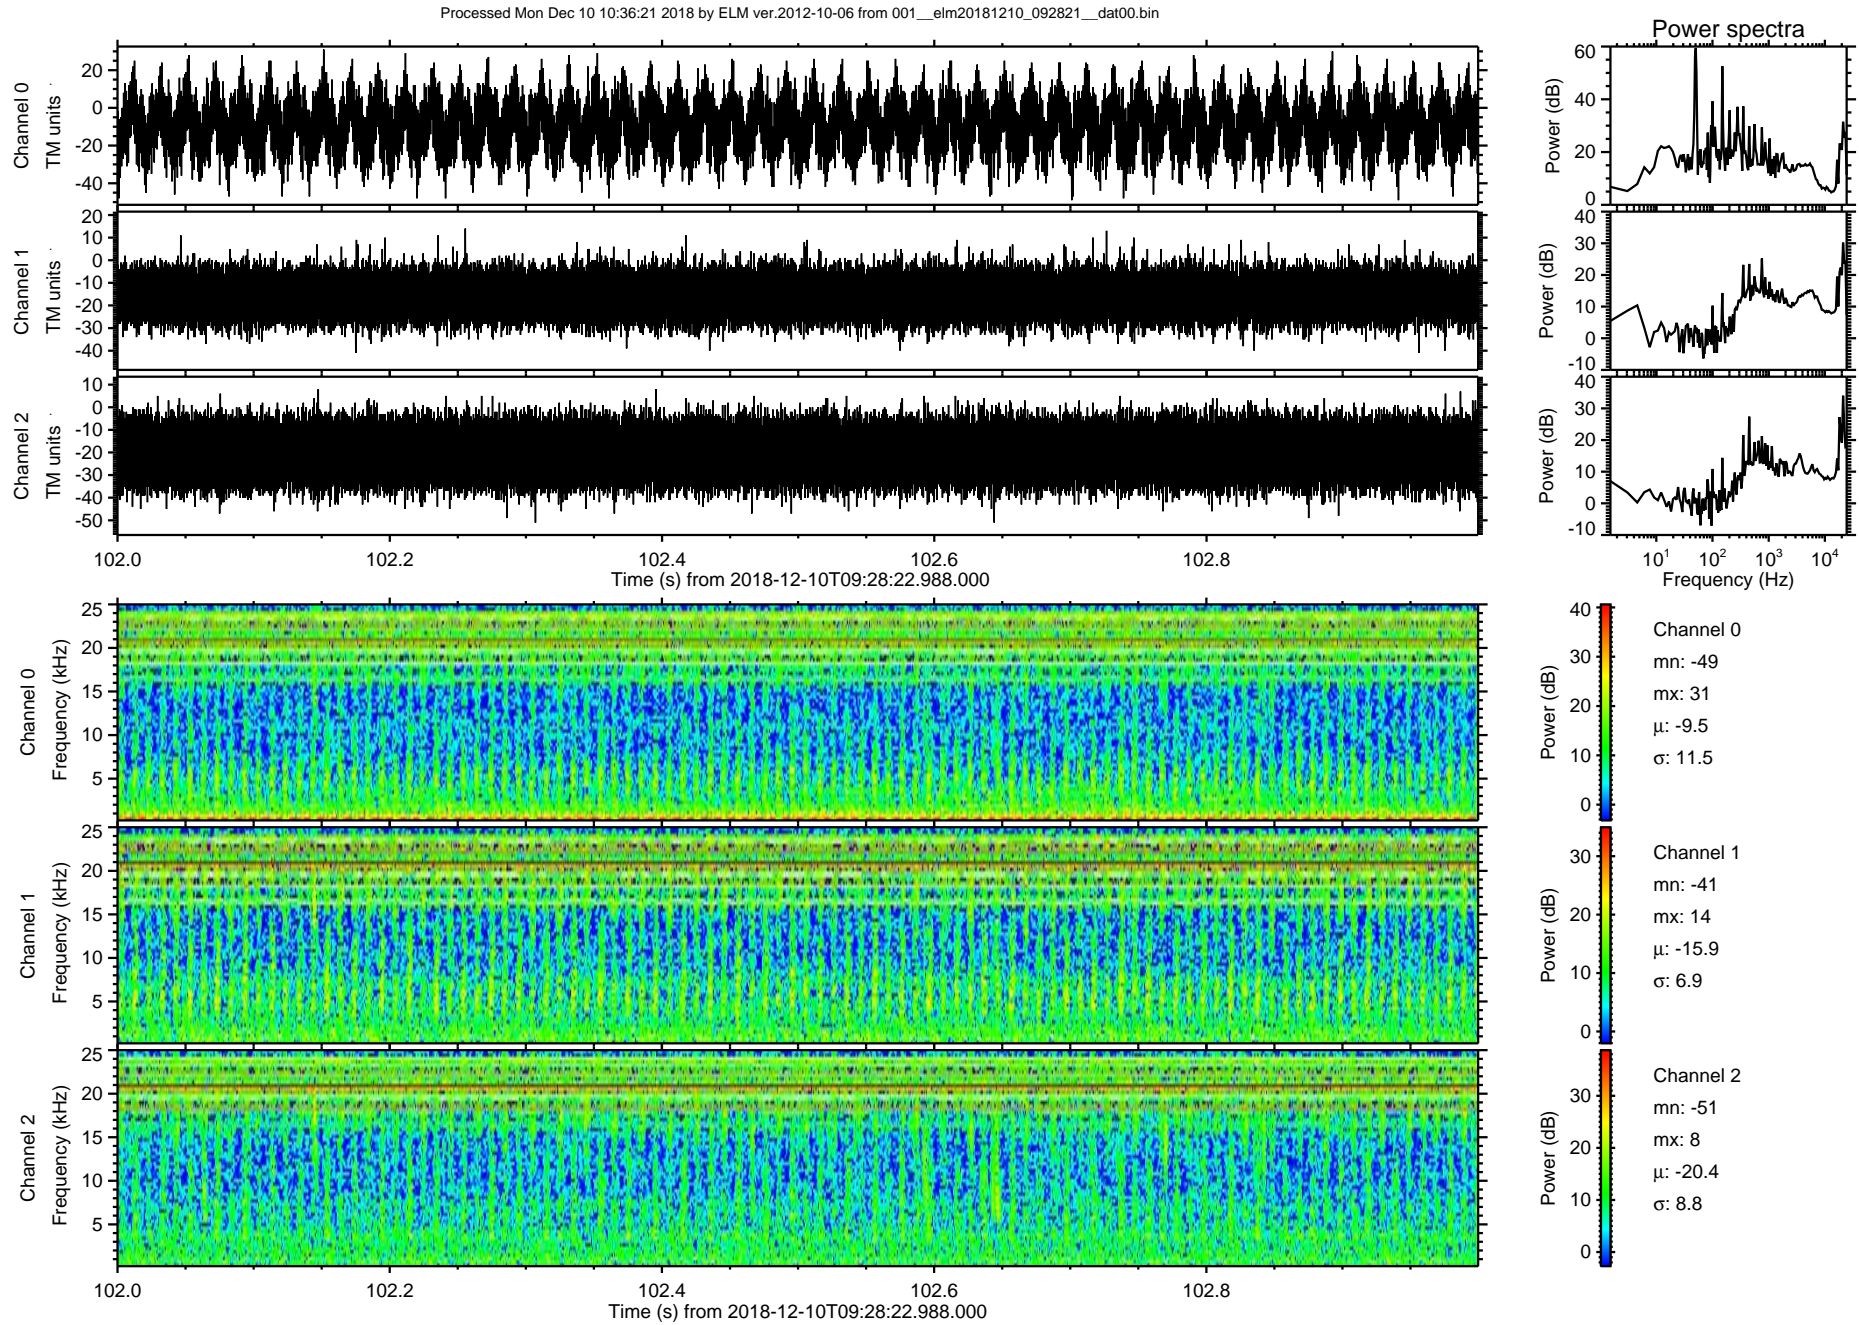 Processed Mon Dec 10 10:36:21 2018 by ELM ver.2012-10-06 from 001__elm20181210_092821__dat00.bin
Power spectra
Channel 0
TM units
20
0
-20
-40
Power (dB)
60
40
20
0
Channel 1
TM units
20
10
0
-10
-20
-30
-40
Power (dB)
40
30
20
10
0
-10
Channel 2
TM units
10
0
-10
-20
-30
-40
-50
Power (dB)
40
30
20
10
0
-10
102.0 102.2 102.4 102.6 102.8
Time (s) from 2018-12-10T09:28:22.988.000
10¹ 10² 10³ 10⁴
Frequency (Hz)
Channel 0
Frequency (kHz)
25
20
15
10
5
Power (dB)
40
30
20
10
0
Channel 0
mn: -49
mx: 31
μ: -9.5
σ: 11.5
Channel 1
Frequency (kHz)
25
20
15
10
5
Power (dB)
30
20
10
0
Channel 1
mn: -41
mx: 14
μ: -15.9
σ: 6.9
Channel 2
Frequency (kHz)
25
20
15
10
5
Power (dB)
30
20
10
0
Channel 2
mn: -51
mx: 8
μ: -20.4
σ: 8.8
102.0 102.2 102.4 102.6 102.8
Time (s) from 2018-12-10T09:28:22.988.000